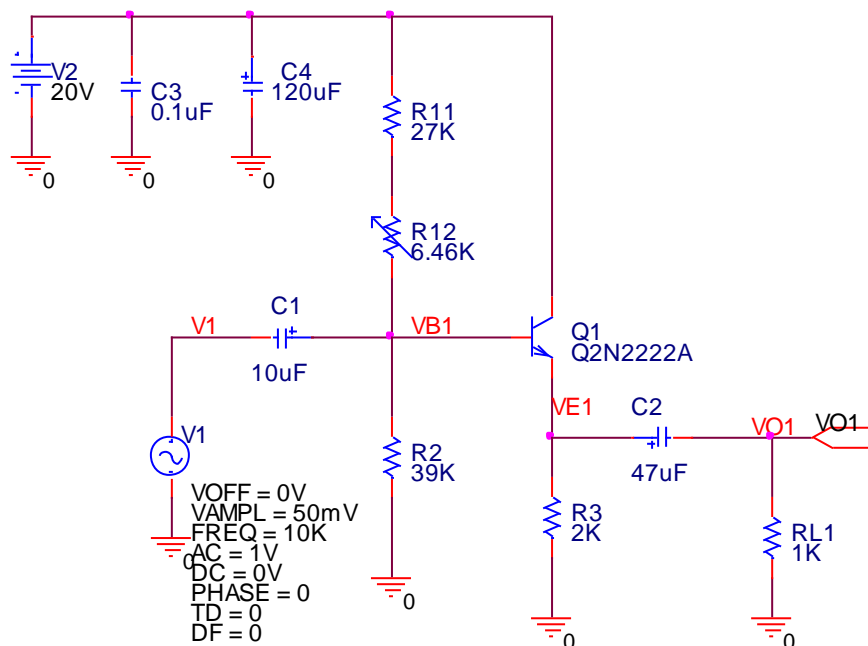 V2
20V
0
C3
0.1uF
0
C4
120uF
0
R11
27K
R12
6.46K
V1
C1
10uF
VB1
Q1
Q2N2222A
VE1
C2
47uF
VO1
VO1
V1
VOFF = 0V
VAMPL = 50mV
FREQ = 10K
AC = 1V
DC = 0V
PHASE = 0
TD = 0
DF = 0
0
R2
39K
0
R3
2K
0
RL1
1K
0